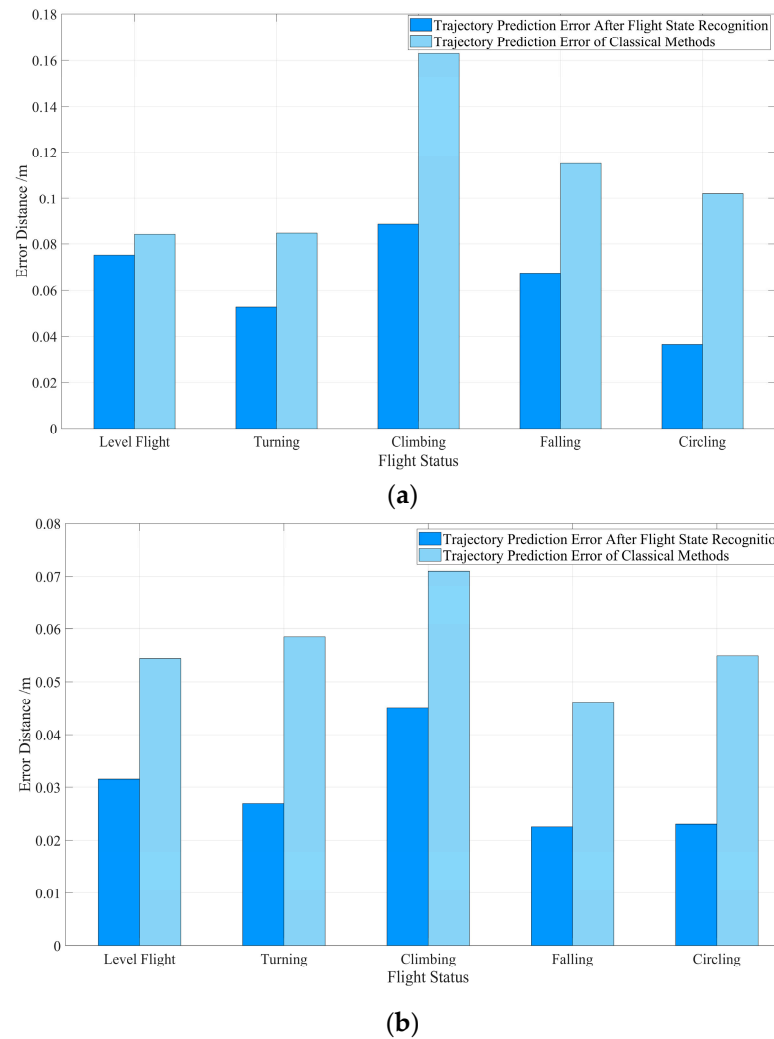 0.18
Trajectory Prediction Error After Flight State Recognition
Trajectory Prediction Error of Classical Methods
0.16
0.14
0.12
0.1
0.08
0.06
0.04
0.02
0
Error Distance /m
Level Flight Turning Climbing Falling Circling
Flight Status
(a)
0.08
Trajectory Prediction Error After Flight State Recognitio
Trajectory Prediction Error of Classical Methods
0.07
0.06
0.05
0.04
0.03
0.02
0.01
0
Error Distance /m
Level Flight Turning Climbing Falling Circling
Flight Status
(b)